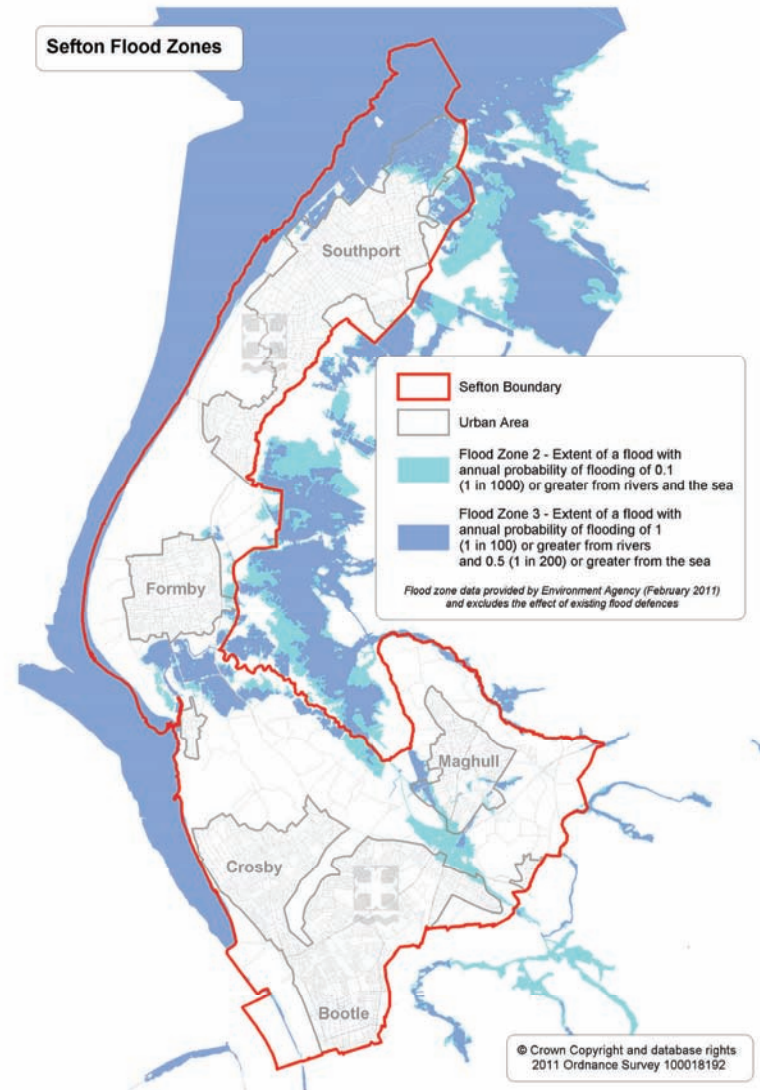 Sefton Flood Zones
Southport
Sefton Boundary
Urban Area
Flood Zone 2 - Extent of a flood with
annual probability of flooding of 0.1
(1 in 1000) or greater from rivers and the sea
Flood Zone 3 - Extent of a flood with
annual probability of flooding of 1
(1 in 100) or greater from rivers
and 0.5 (1 in 200) or greater from the sea
Flood zone data provided by Environment Agency (February 2011)
and excludes the effect of existing flood defences
Formby
Maghull
Crosby
Bootle
© Crown Copyright and database rights
2011 Ordnance Survey 100018192